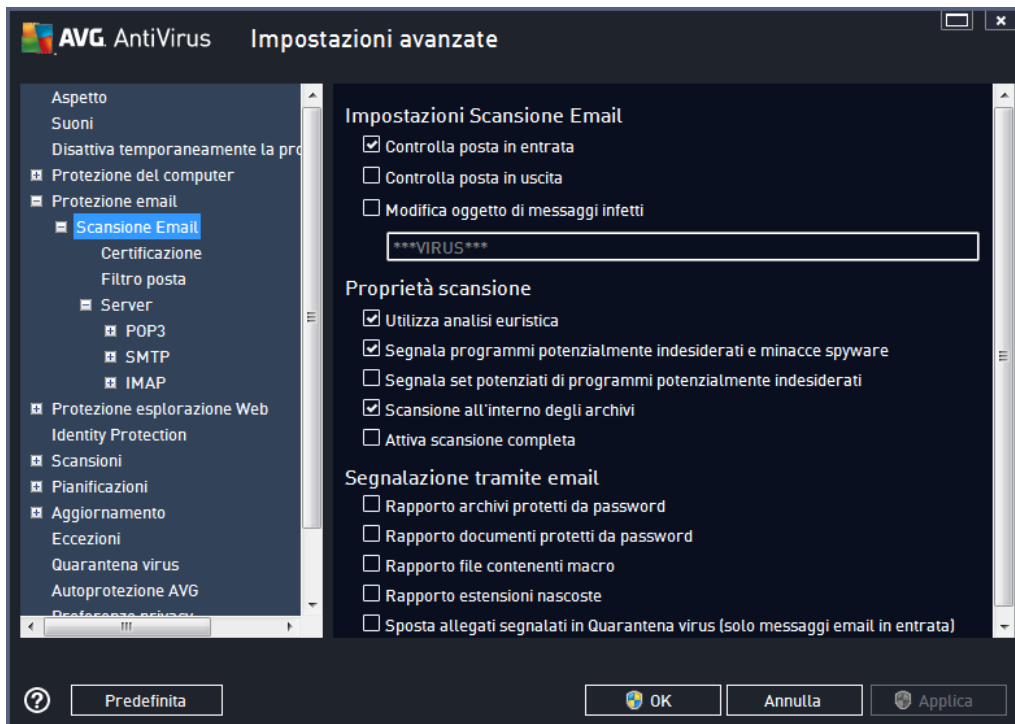 AVG. AntiVirus Impostazioni avanzate
Aspetto
Suoni
Disattiva temporaneamente la pro
Protezione del computer
Protezione email
Scansione Email
Certificazione
Filtro posta
Server
POP3
SMTP
IMAP
Protezione esplorazione Web
Identity Protection
Scansioni
Pianificazioni
Aggiornamento
Eccezioni
Quarantena virus
Autoprotezione AVG
Preferenze privacy
Impostazioni Scansione Email
Controlla posta in entrata
Controlla posta in uscita
Modifica oggetto di messaggi infetti
***VIRUS***
Proprietà scansione
Utilizza analisi euristica
Segnala programmi potenzialmente indesiderati e minacce spyware
Segnala set potenziati di programmi potenzialmente indesiderati
Scansione all'interno degli archivi
Attiva scansione completa
Segnalazione tramite email
Rapporto archivi protetti da password
Rapporto documenti protetti da password
Rapporto file contenenti macro
Rapporto estensioni nascoste
Sposta allegati segnalati in Quarantena virus (solo messaggi email in entrata)
Predefinita
OK
Annulla
Applica